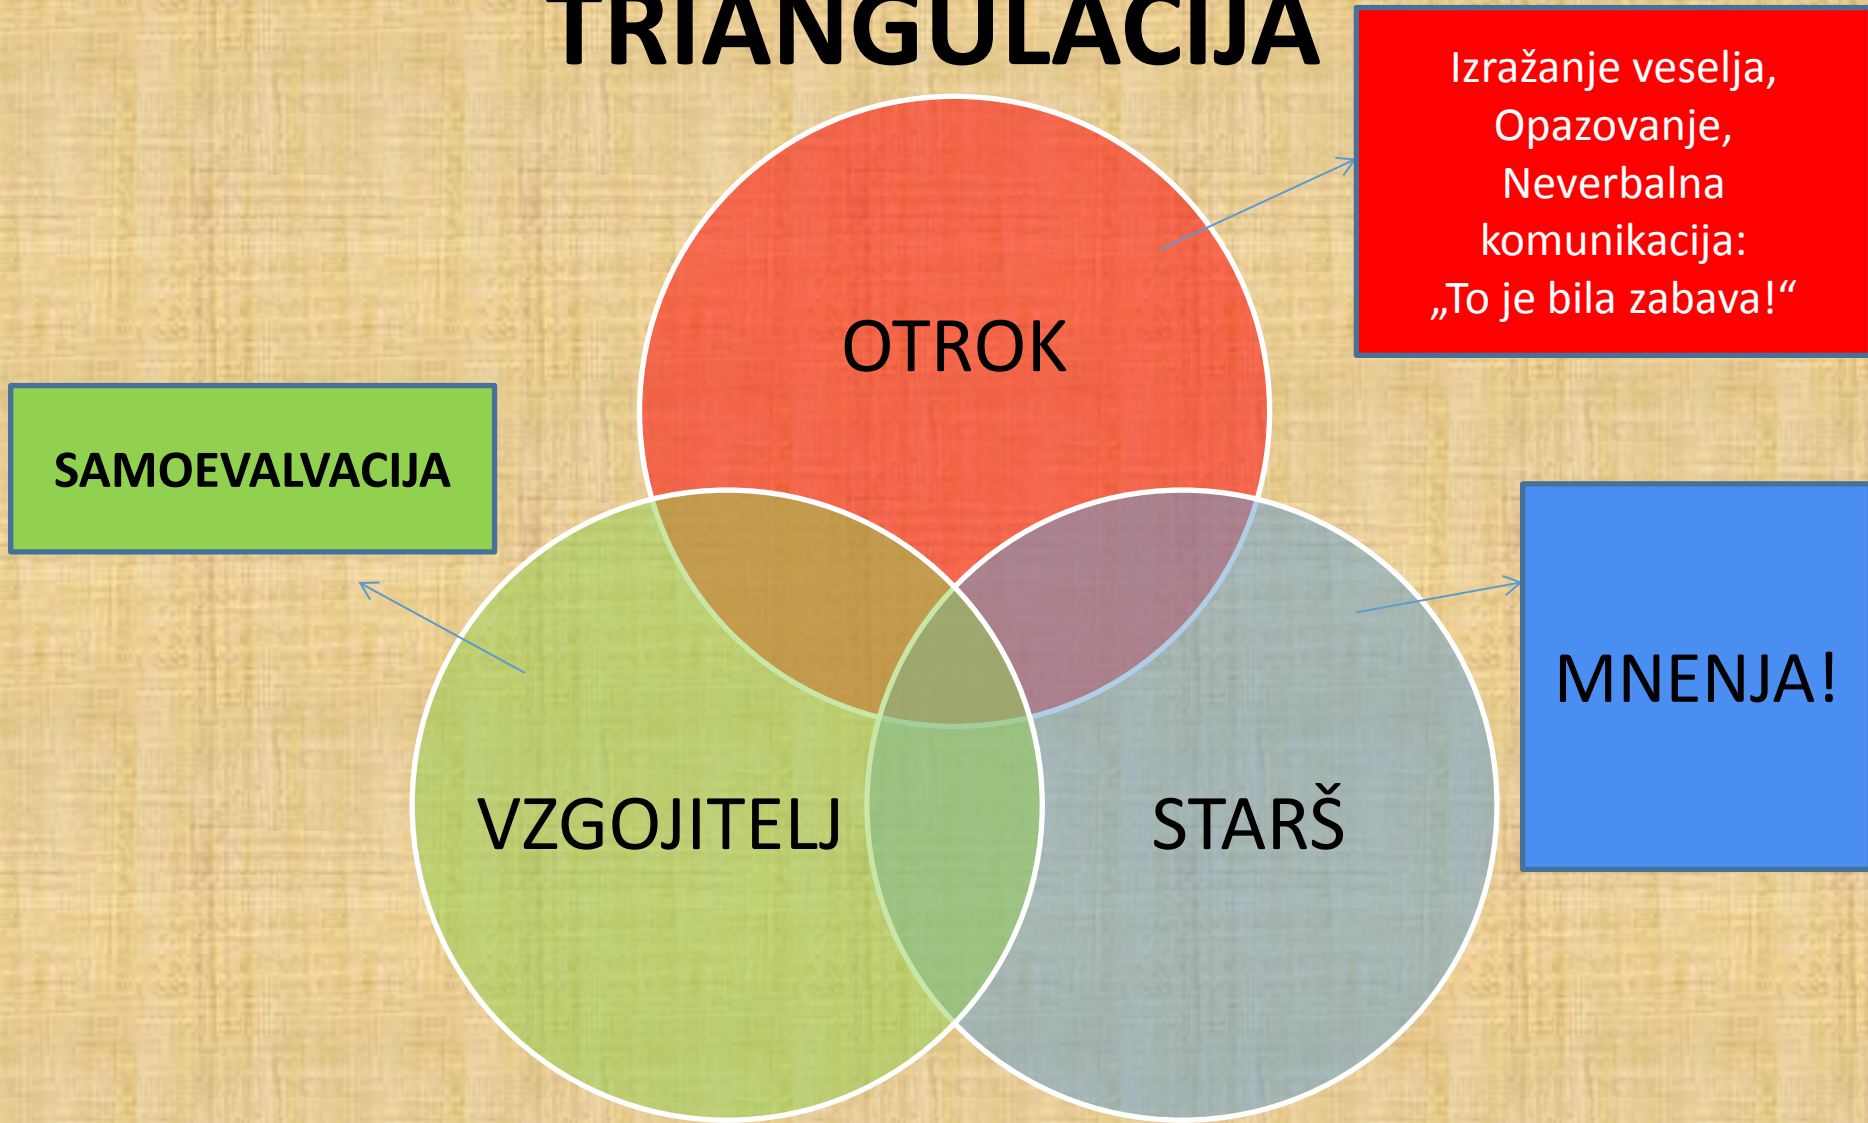 TRIANGULACIJA
Izražanje veselja,
Opazovanje,
Neverbalna
komunikacija:
„To je bila zabava!“
OTROK
SAMOEVALVACIJA
MNENJA!
VZGOJITELJ
STARŠ